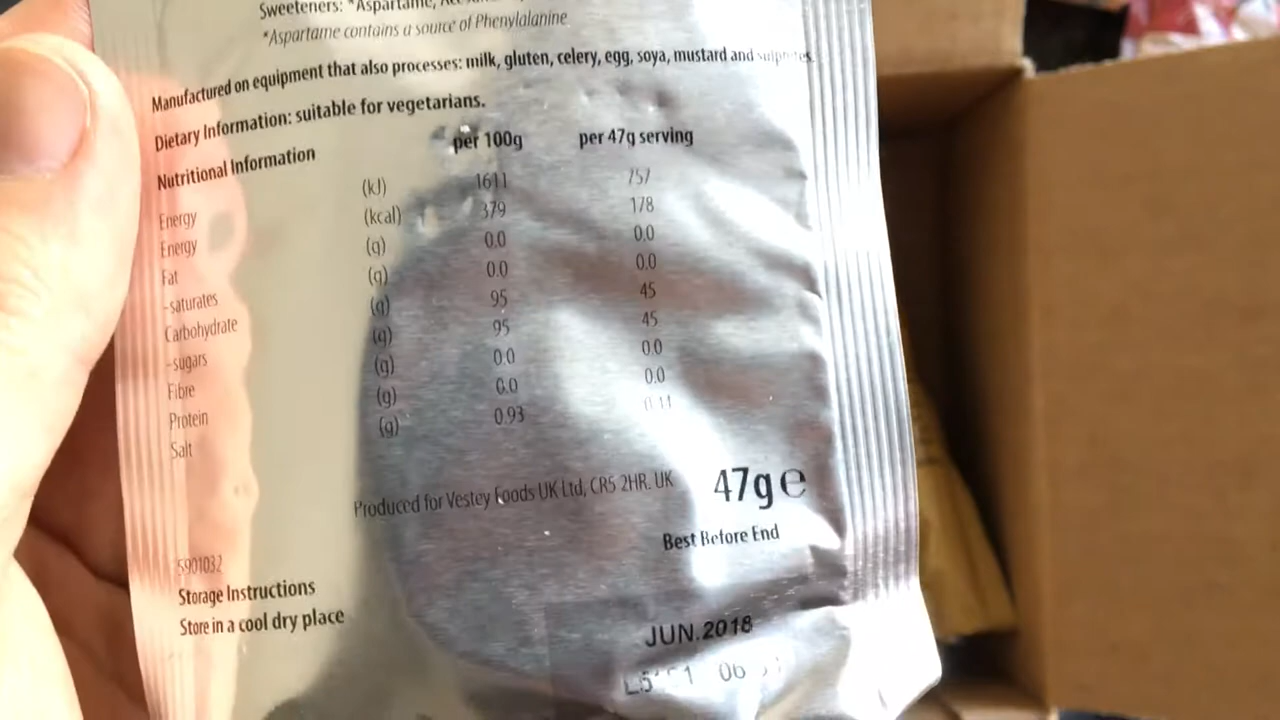 Sweeteners: *Aspartame,
*Aspartame contains a source of Phenylalanine
Manufactured on equipment that also processes: milk, gluten, celery, egg, soya, mustard and sulphites.
Dietary Information: suitable for vegetarians.
Nutritional Information per 100g per 47g serving
Energy (kJ) 1611 757
Energy (kcal) 379 178
Fat (g) 0.0 0.0
-saturates (g) 0.0 0.0
Carbohydrate (g) 95 45
-sugars (g) 95 45
Fibre (g) 0.0 0.0
Protein (g) 0.0 0.0
Salt (g) 0.93
Produced for Vestey Foods UK Ltd, CR5 2HR. UK 47g e
Best Before End
5901032
Storage Instructions
Store in a cool dry place
JUN.2018